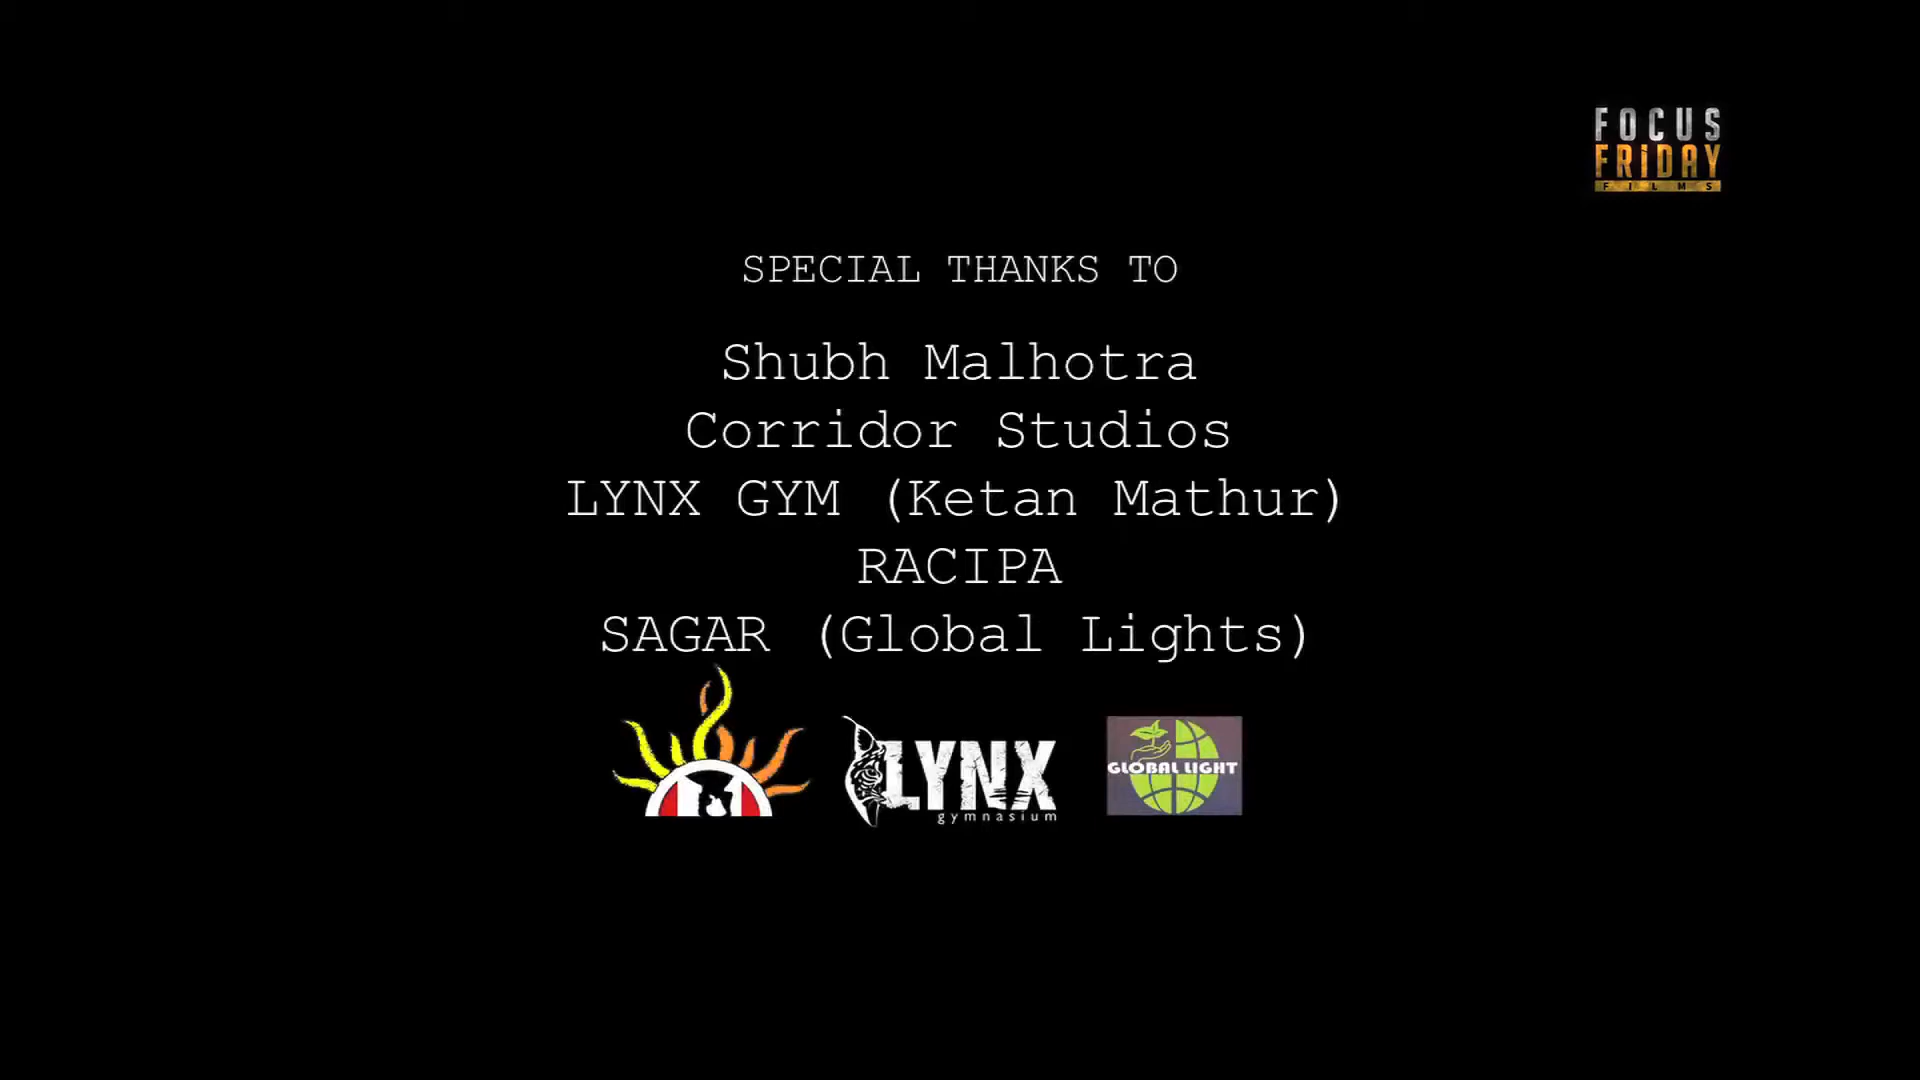 FOCUS
FRiDAY
FILMS
SPECIAL THANKS TO
Shubh Malhotra
Corridor Studios
LYNX GYM (Ketan Mathur)
RACIPA
SAGAR (Global Lights)
LYNX
gymnasium
GLOBAL LIGHT